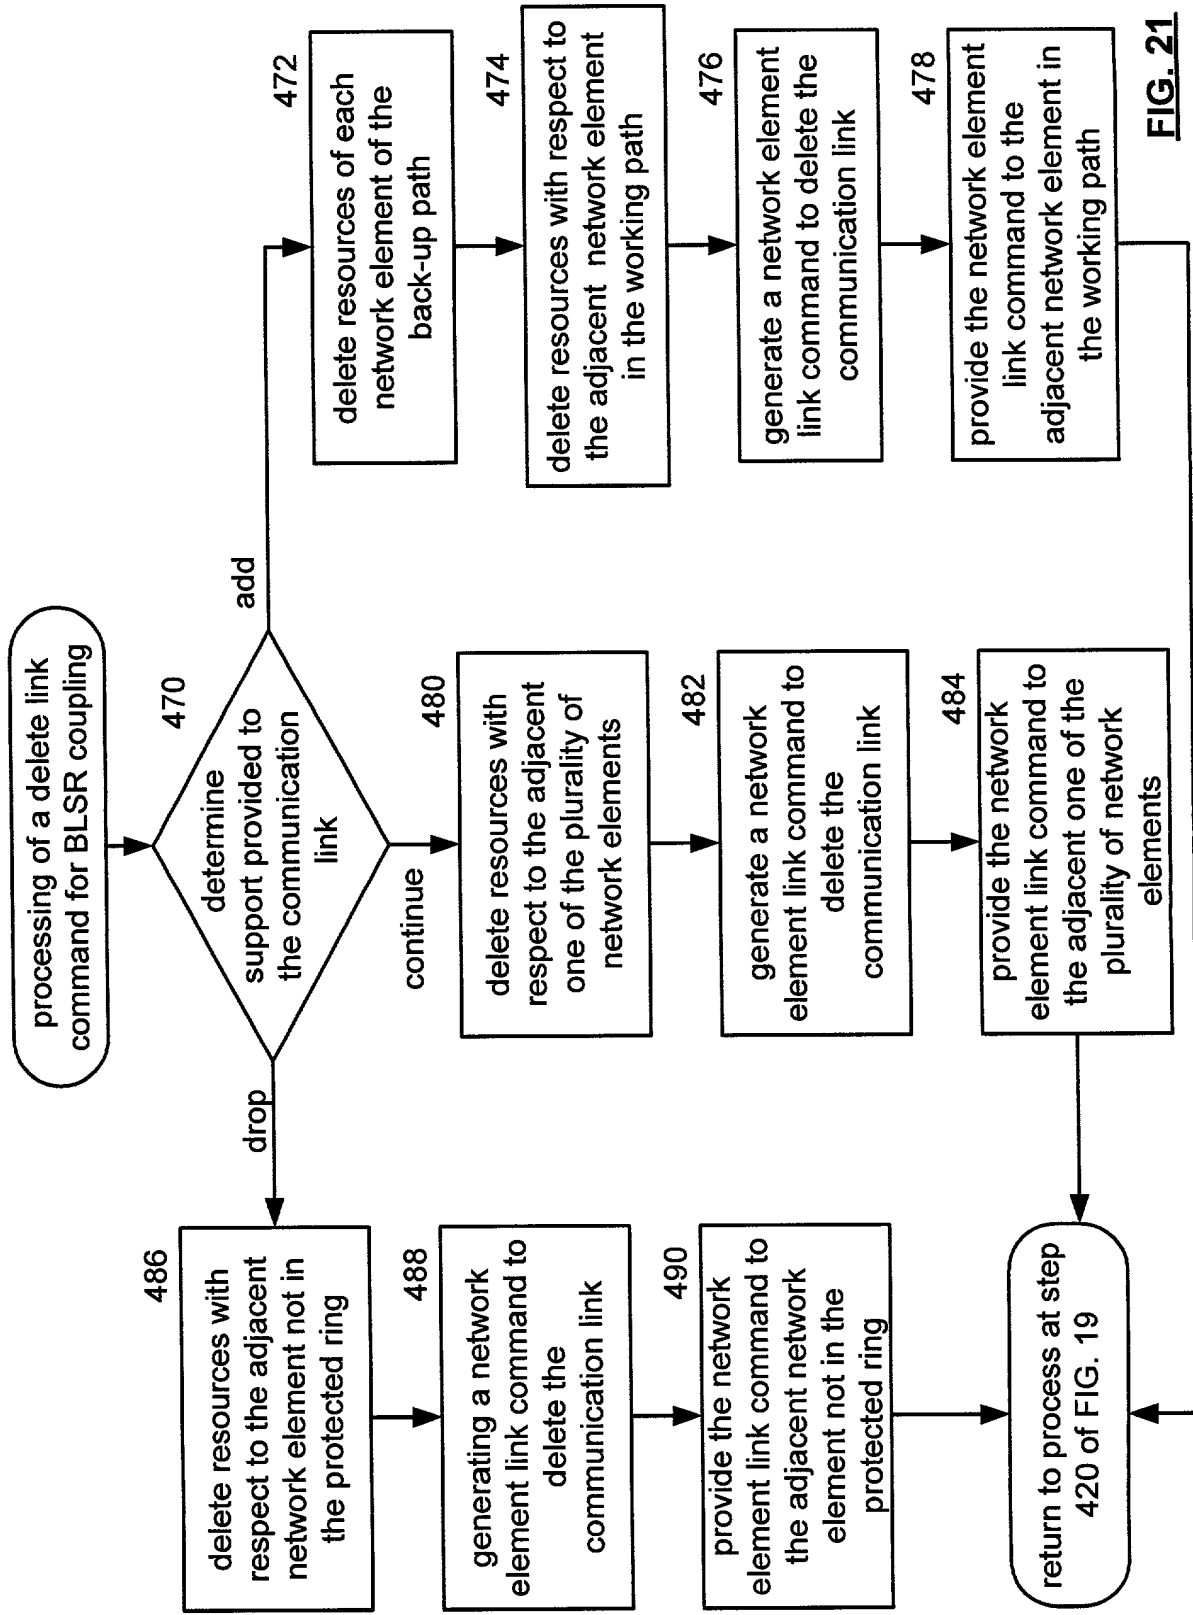 processing of a delete link
command for BLSR coupling
470
determine
support provided to
the communication
link
add
continue
drop
472
delete resources of each
network element of the
back-up path
474
delete resources with respect to
the adjacent network element
in the working path
476
generate a network element
link command to delete the
communication link
478
provide the network element
link command to the
adjacent network element in
the working path
480
delete resources with
respect to the adjacent
one of the plurality of
network elements
482
generate a network
element link command to
delete the
communication link
484
provide the network
element link command to
the adjacent one of the
plurality of network
elements
486
delete resources with
respect to the adjacent
network element not in
the protected ring
488
generating a network
element link command to
delete the
communication link
490
provide the network
element link command to
the adjacent network
element not in the
protected ring
return to process at step
420 of FIG. 19
FIG. 21